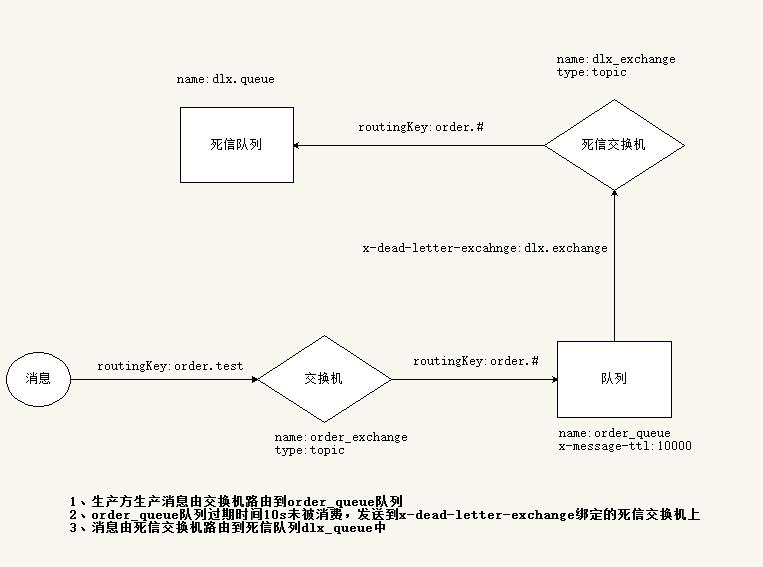 name:dlx_exchange
type:topic
name:dlx.queue
routingKey:order.#
死信队列
死信交换机
x-dead-letter-excahnge:dlx.exchange
routingKey:order.test
routingKey:order.#
消息
交换机
队列
name:order_exchange
type:topic
name:order_queue
x-message-ttl:10000
1、生产方生产消息由交换机路由到order_queue队列
2、order_queue队列过期时间10s未被消费，发送到x-dead-letter-exchange绑定的死信交换机上
3、消息由死信交换机路由到死信队列dlx_queue中